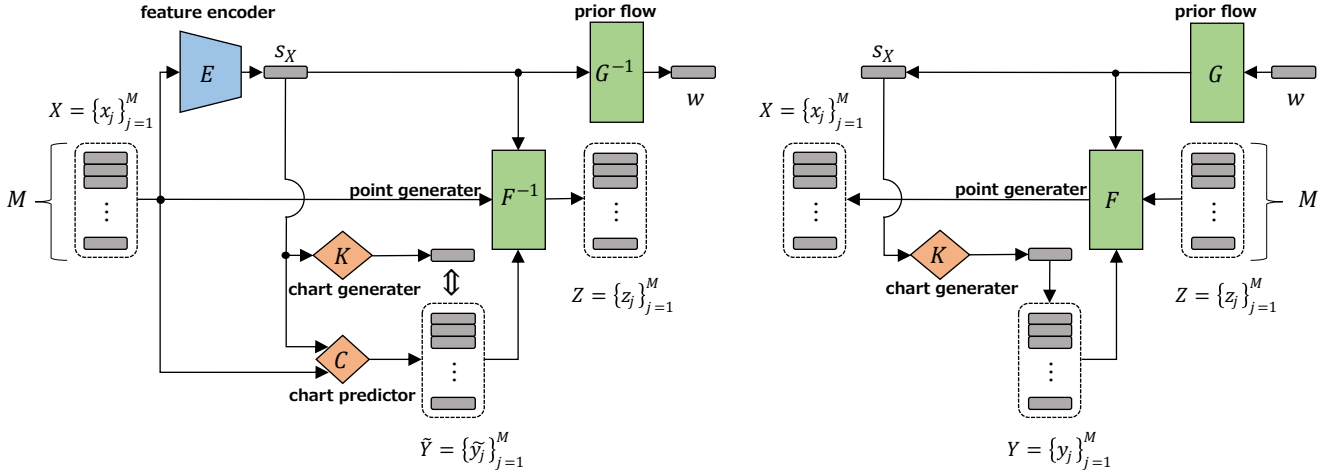 feature encoder
prior flow
E
s_X
G^{-1}
w
X = {x_j}_{j=1}^M
M
⋮
point generater
F^{-1}
⋮
K
chart generater
⇕
Z = {z_j}_{j=1}^M
C
⋮
chart predictor
Ỹ = {ỹ_j}_{j=1}^M
prior flow
s_X
G
w
X = {x_j}_{j=1}^M
⋮
point generater
F
⋮
M
K
chart generater
Z = {z_j}_{j=1}^M
⋮
Y = {y_j}_{j=1}^M